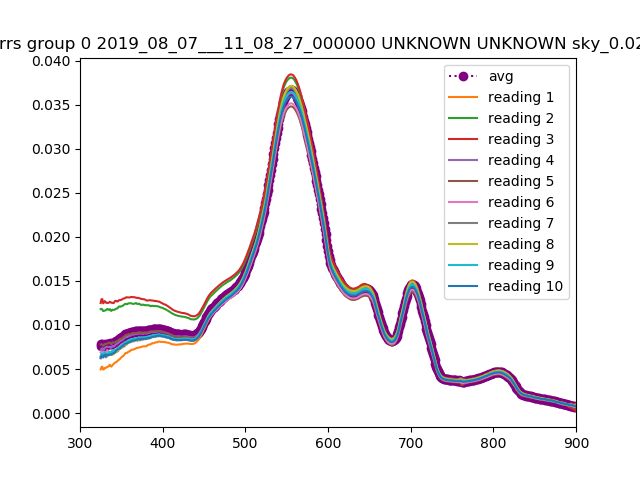 rrs group 0 2019_08_07___11_08_27_000000 UNKNOWN UNKNOWN sky_0.02
0.040
0.035
0.030
0.025
0.020
0.015
0.010
0.005
0.000
300 400 500 600 700 800 900
avg
reading 1
reading 2
reading 3
reading 4
reading 5
reading 6
reading 7
reading 8
reading 9
reading 10